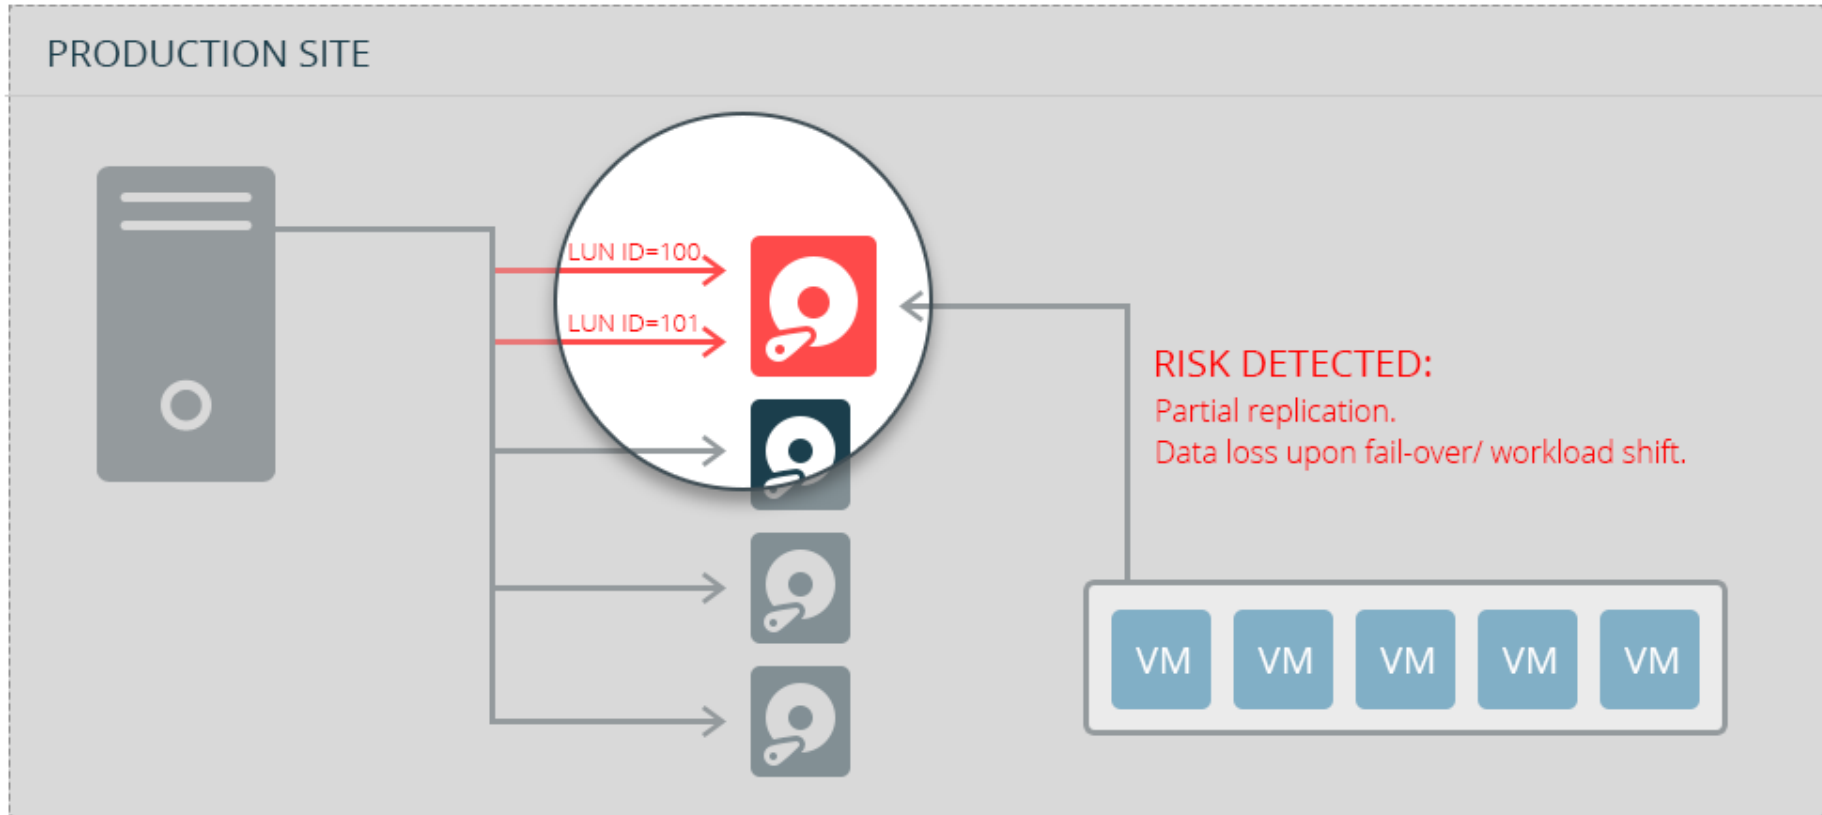 PRODUCTION SITE
LUN ID=100
LUN ID=101
RISK DETECTED:
Partial replication.
Data loss upon fail-over/ workload shift.
VM VM VM VM VM